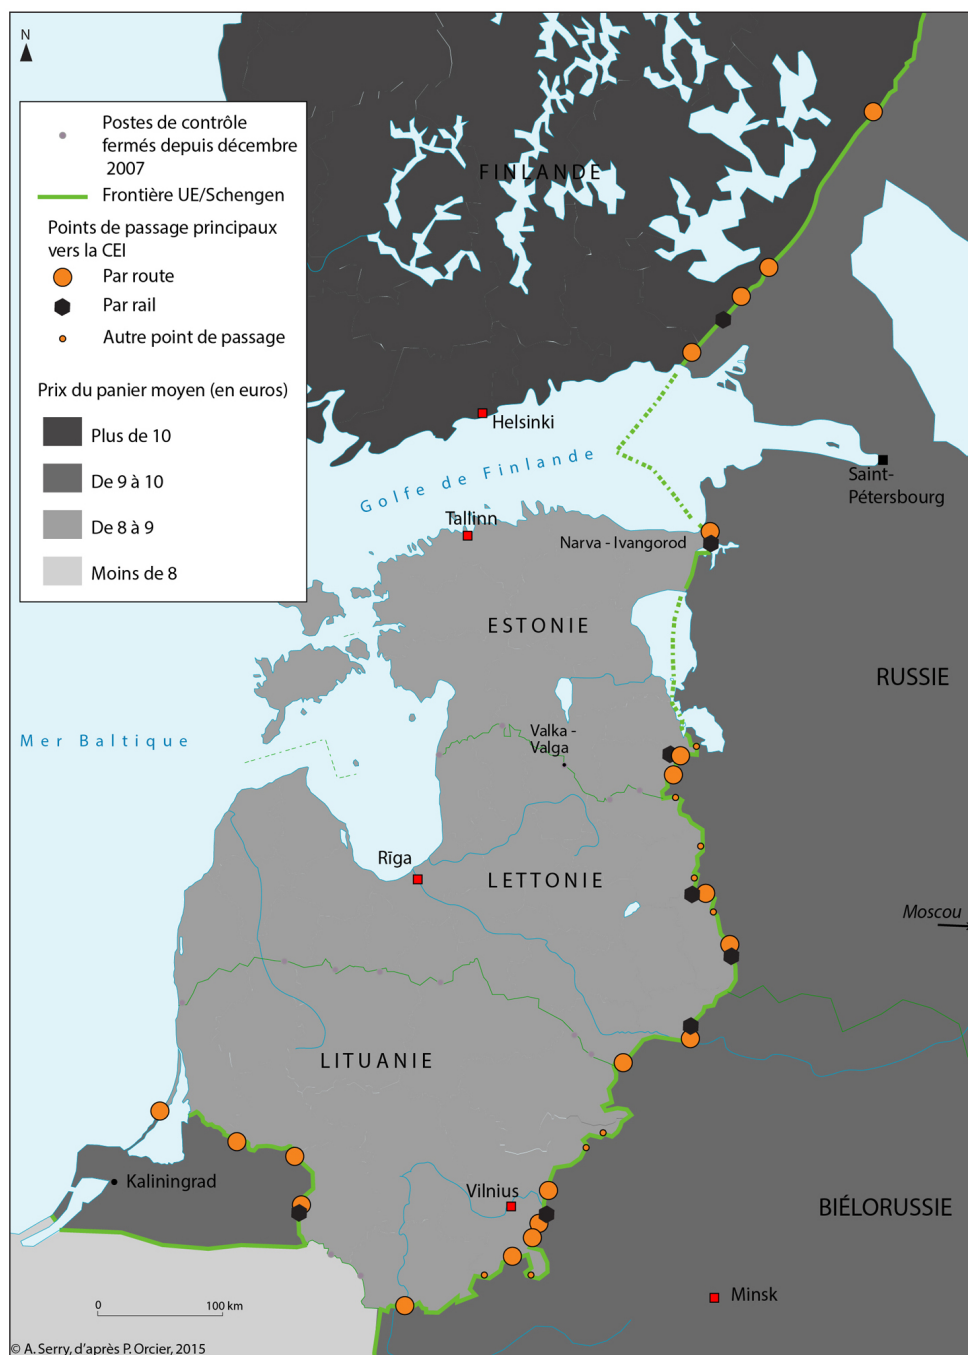 N
Postes de contrôle
fermés depuis décembre
2007
Frontière UE/Schengen
Points de passage principaux
vers la CEI
Par route
Par rail
Autre point de passage
Prix du panier moyen (en euros)
Plus de 10
De 9 à 10
De 8 à 9
Moins de 8
FINLANDE
Helsinki
Golfe de Finlande
Saint-
Pétersbourg
Tallinn
Narva - Ivangorod
ESTONIE
RUSSIE
Mer Baltique
Valka -
Valga
Rīga
LETTONIE
Moscou
LITUANIE
Kaliningrad
Vilnius
BIÉLORUSSIE
Minsk
0 100 km
© A. Serry, d'après P. Orcier, 2015